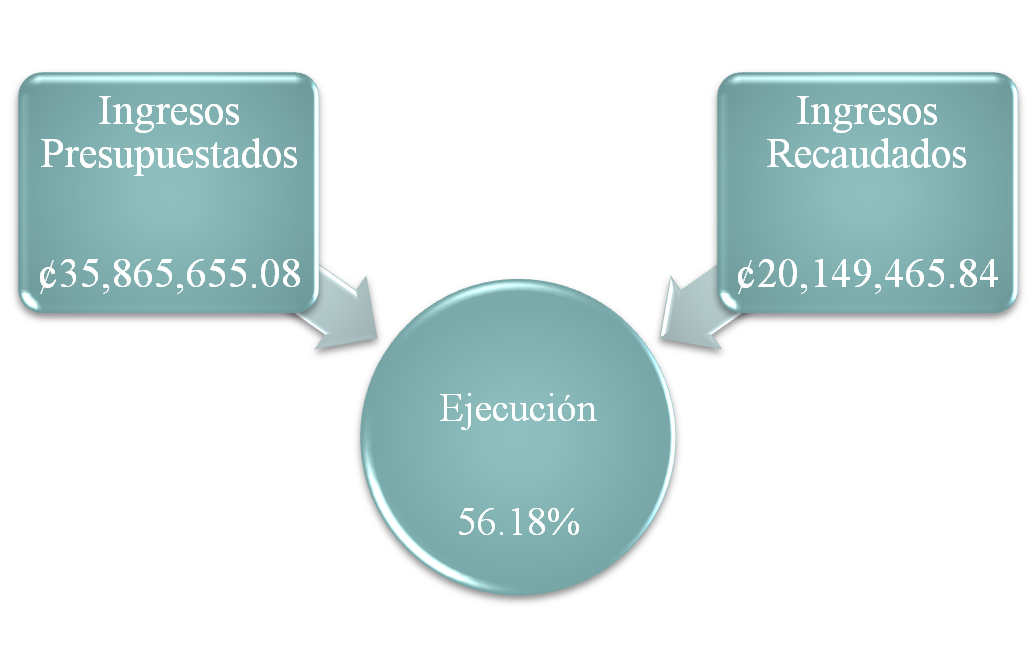 Ingresos
Presupuestados
¢35,865,655.08
Ingresos
Recaudados
¢20,149,465.84
Ejecución
56.18%